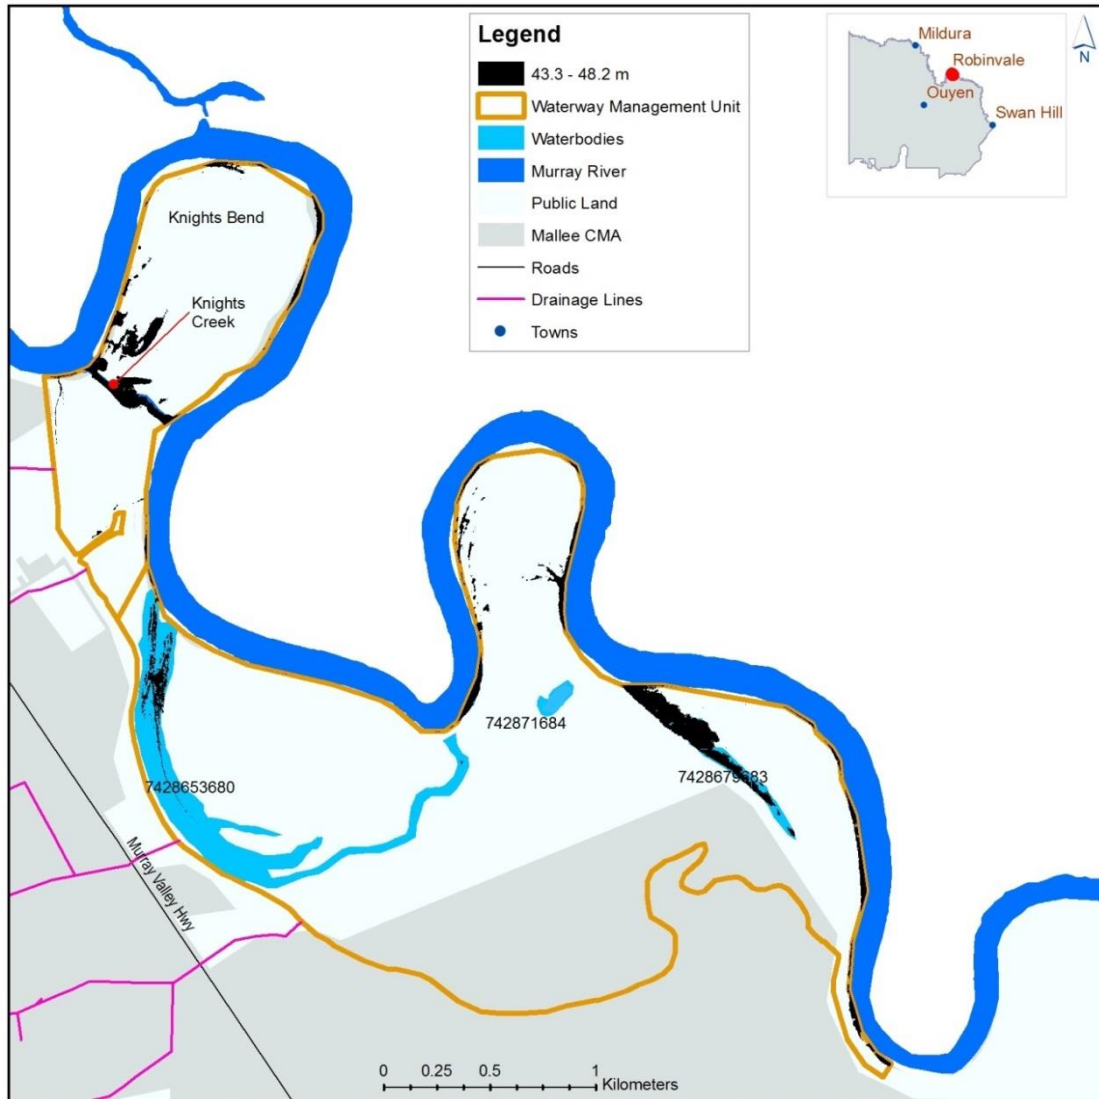 Legend
43.3 - 48.2 m
Waterway Management Unit
Waterbodies
Murray River
Public Land
Mallee CMA
Roads
Drainage Lines
Towns
Mildura
Robinvale
Ouyen
Swan Hill
N
Knights Bend
Knights
Creek
742871684
7428679683
7428653680
Murray Valley Hwy
0 0.25 0.5 1
Kilometers